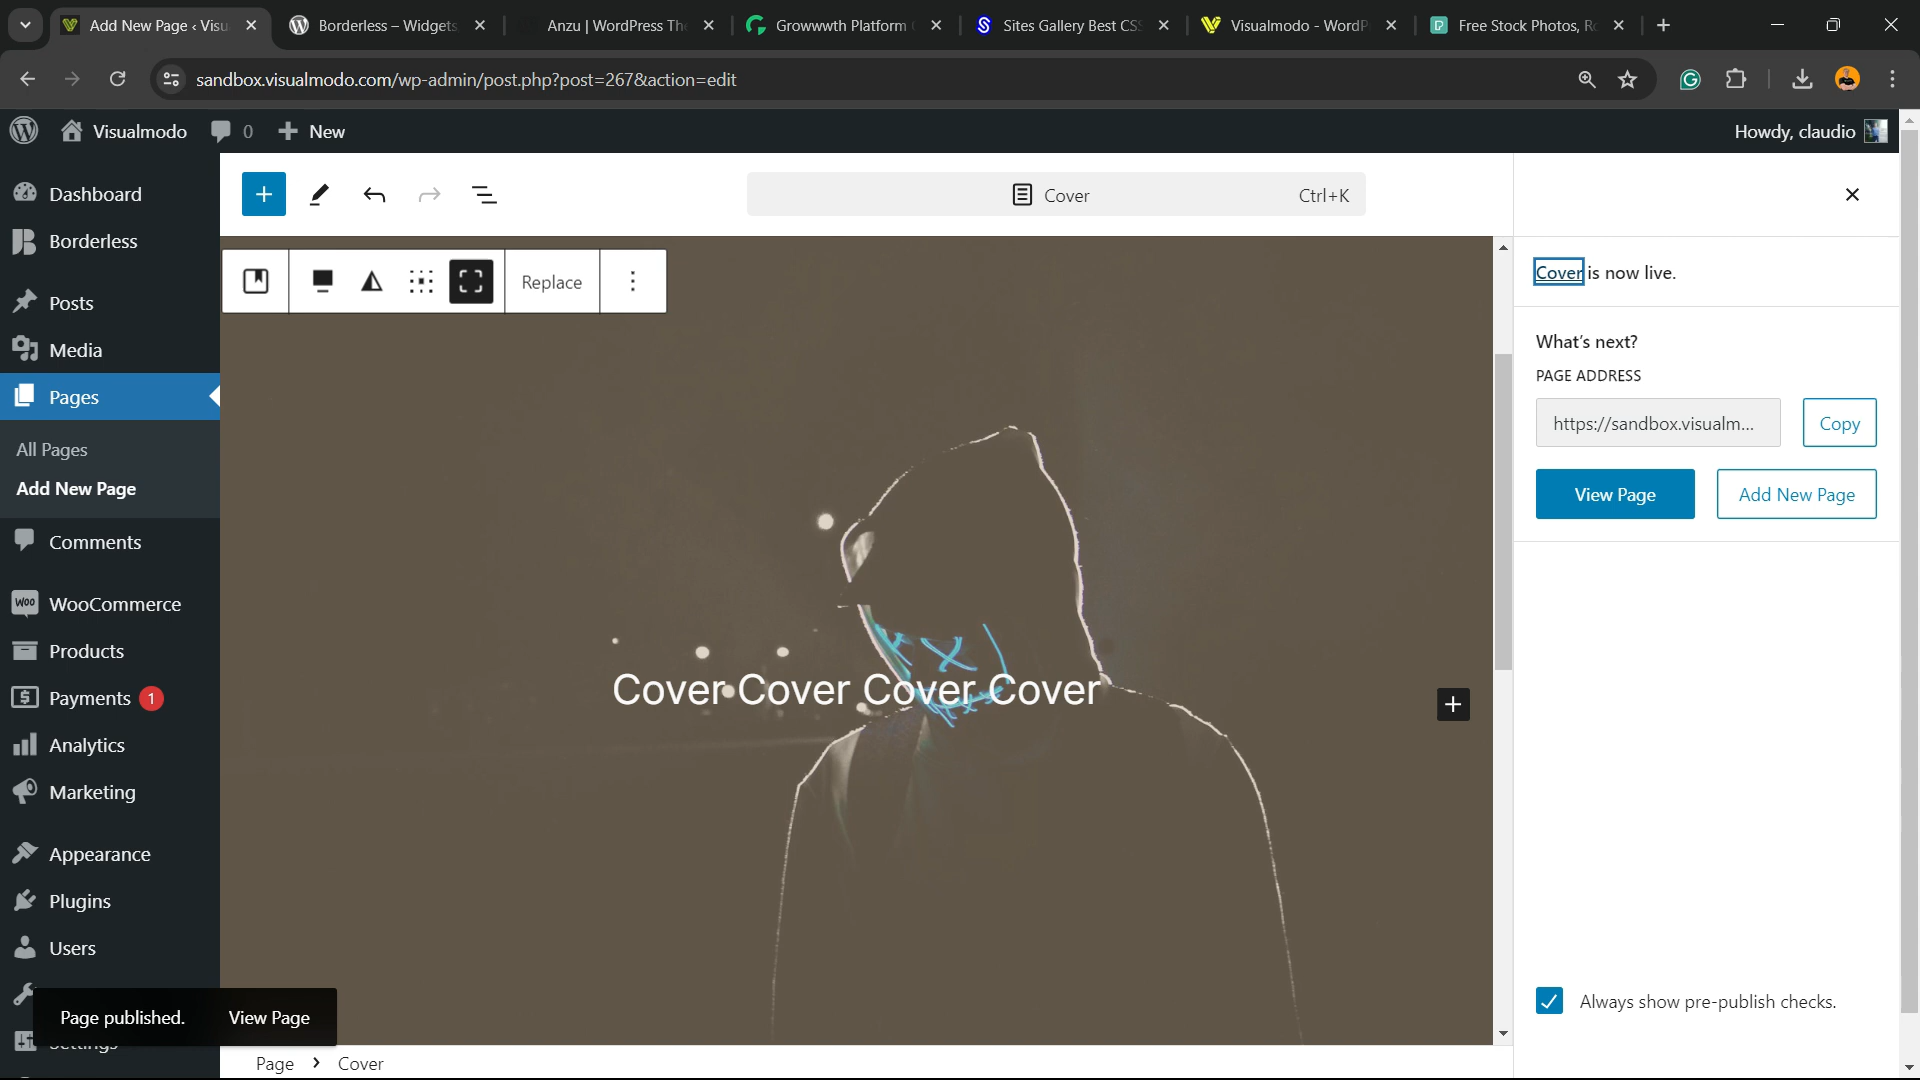 Add New Page ‹ Visu
Borderless – Widgets
Anzu | WordPress Th
Growwwth Platform
Sites Gallery Best CSS
Visualmodo - WordP
Free Stock Photos, R
sandbox.visualmodo.com/wp-admin/post.php?post=267&action=edit
Visualmodo
0
New
Howdy, claudio
Dashboard
Borderless
Posts
Media
Pages
All Pages
Add New Page
Comments
WOO WooCommerce
Products
Payments 1
Analytics
Marketing
Appearance
Plugins
Users
Settings
Page published.
View Page
Cover
Ctrl+K
Replace
Cover Cover Cover Cover
Page
Cover
Cover is now live.
What's next?
PAGE ADDRESS
https://sandbox.visualm...
Copy
View Page
Add New Page
Always show pre-publish checks.